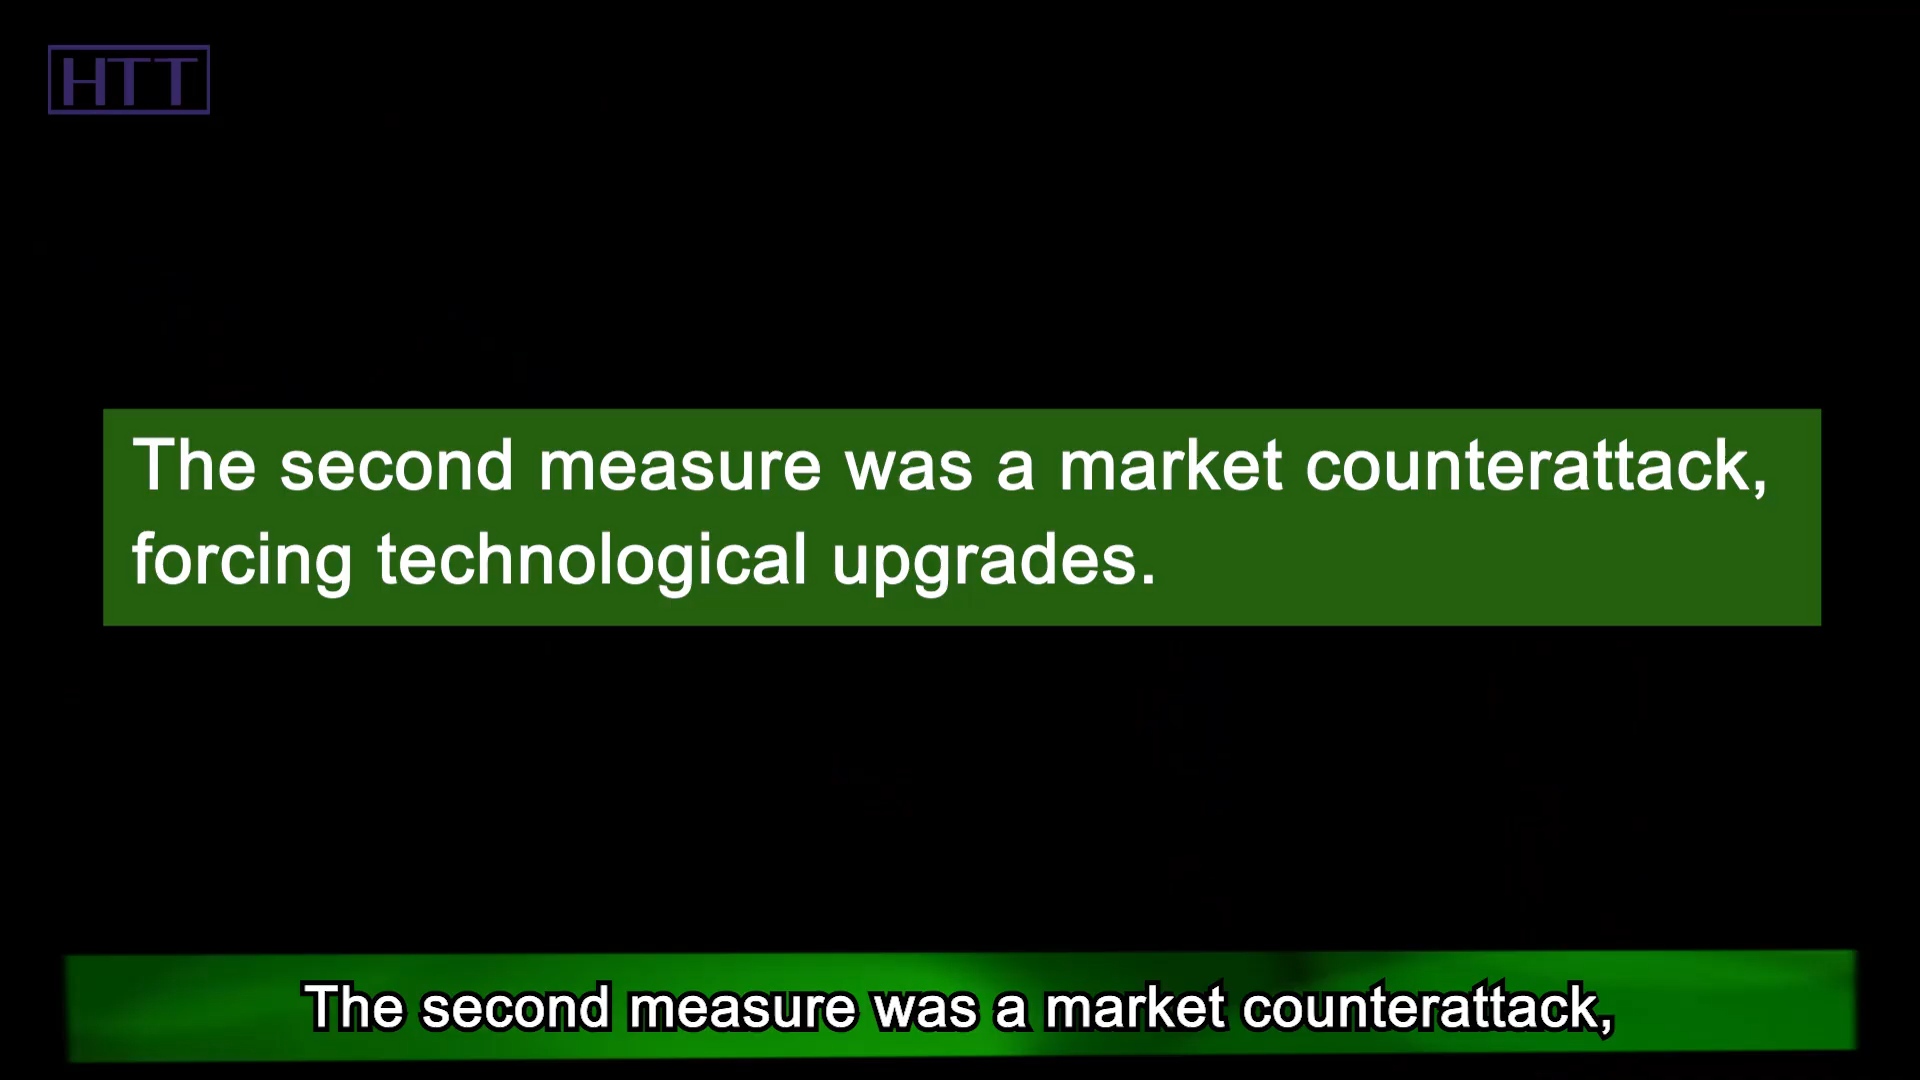 HTT
The second measure was a market counterattack,
forcing technological upgrades.
The second measure was a market counterattack,